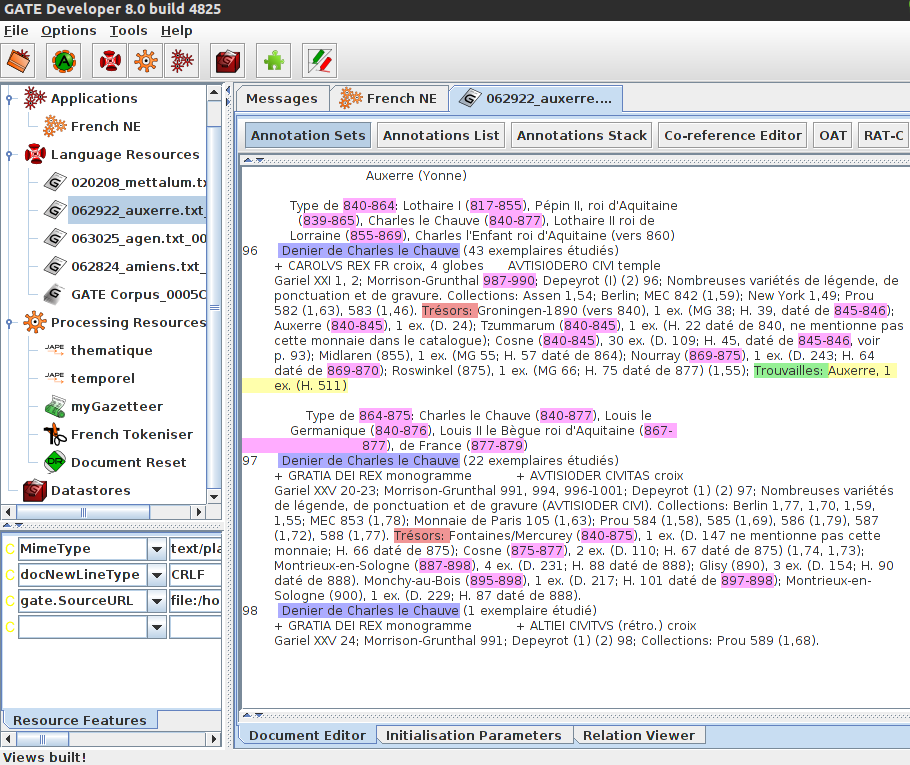 GATE Developer 8.0 build 4825
File Options Tools Help
Applications
French NE
Language Resources
020208_mettalum.tx
062922_auxerre.txt_
063025_agen.txt_00
062824_amiens.txt_
GATE Corpus_0005C
Processing Resources
JAPE thematique
JAPE temporel
myGazetteer
French Tokeniser
DR Document Reset
Datastores
C MimeType text/pla
C docNewLineType CRLF
C gate.SourceURL file:/ho
C
Resource Features
Views built!
Messages French NE 062922_auxerre....
Annotation Sets Annotations List Annotations Stack Co-reference Editor OAT RAT-C
Auxerre (Yonne)
Type de 840-864: Lothaire I (817-855), Pépin II, roi d'Aquitaine
(839-865), Charles le Chauve (840-877), Lothaire II roi de
Lorraine (855-869), Charles l'Enfant roi d'Aquitaine (vers 860)
96 Denier de Charles le Chauve (43 exemplaires étudiés)
+ CAROLVS REX FR croix, 4 globes AVTISIODERO CIVI temple
Gariel XXI 1, 2; Morrison-Grunthal 987-990; Depeyrot (I) (2) 96; Nombreuses variétés de légende, de
ponctuation et de gravure. Collections: Assen 1,54; Berlin; MEC 842 (1,59); New York 1,49; Prou
582 (1,63), 583 (1,46). Trésors: Groningen-1890 (vers 840), 1 ex. (MG 38; H. 39, daté de 845-846);
Auxerre (840-845), 1 ex. (D. 24); Tzummarum (840-845), 1 ex. (H. 22 daté de 840, ne mentionne pas
cette monnaie dans le catalogue); Cosne (840-845), 30 ex. (D. 109; H. 45, daté de 845-846, voir
p. 93); Midlaren (855), 1 ex. (MG 55; H. 57 daté de 864); Nourray (869-875), 1 ex. (D. 243; H. 64
daté de 869-870); Roswinkel (875), 1 ex. (MG 66; H. 75 daté de 877) (1,55); Trouvailles: Auxerre, 1
ex. (H. 511)
Type de 864-875: Charles le Chauve (840-877), Louis le
Germanique (840-876), Louis II le Bègue roi d'Aquitaine (867-
877), de France (877-879)
97 Denier de Charles le Chauve (22 exemplaires étudiés)
+ GRATIA DEI REX monogramme + AVTISIODER CIVITAS croix
Gariel XXV 20-23; Morrison-Grunthal 991, 994, 996-1001; Depeyrot (1) (2) 97; Nombreuses variétés
de légende, de ponctuation et de gravure (AVTISIODER CIVITAS). Collections: Berlin 1,77, 1,70, 1,59,
1,55; MEC 853 (1,78); Monnaie de Paris 105 (1,63); Prou 584 (1,58), 585 (1,69), 586 (1,79), 587
(1,72), 588 (1,77). Trésors: Fontaines/Mercurey (840-875), 1 ex. (D. 147 ne mentionne pas cette
monnaie; H. 66 daté de 875); Cosne (875-877), 2 ex. (D. 110; H. 67 daté de 875) (1,74, 1,73);
Montrieux-en-Sologne (887-898), 4 ex. (D. 231; H. 88 daté de 888); Glisy (890), 3 ex. (D. 154; H. 90
daté de 888). Monchy-au-Bois (895-898), 1 ex. (D. 217; H. 101 daté de 897-898); Montrieux-en-
Sologne (900), 1 ex. (D. 229; H. 87 daté de 888).
98 Denier de Charles le Chauve (1 exemplaire étudié)
+ GRATIA DEI REX monogramme + ALTIEI CIVITVS (rétro.) croix
Gariel XXV 24; Morrison-Grunthal 991; Depeyrot (1) (2) 98; Collections: Prou 589 (1,68).
Document Editor Initialisation Parameters Relation Viewer